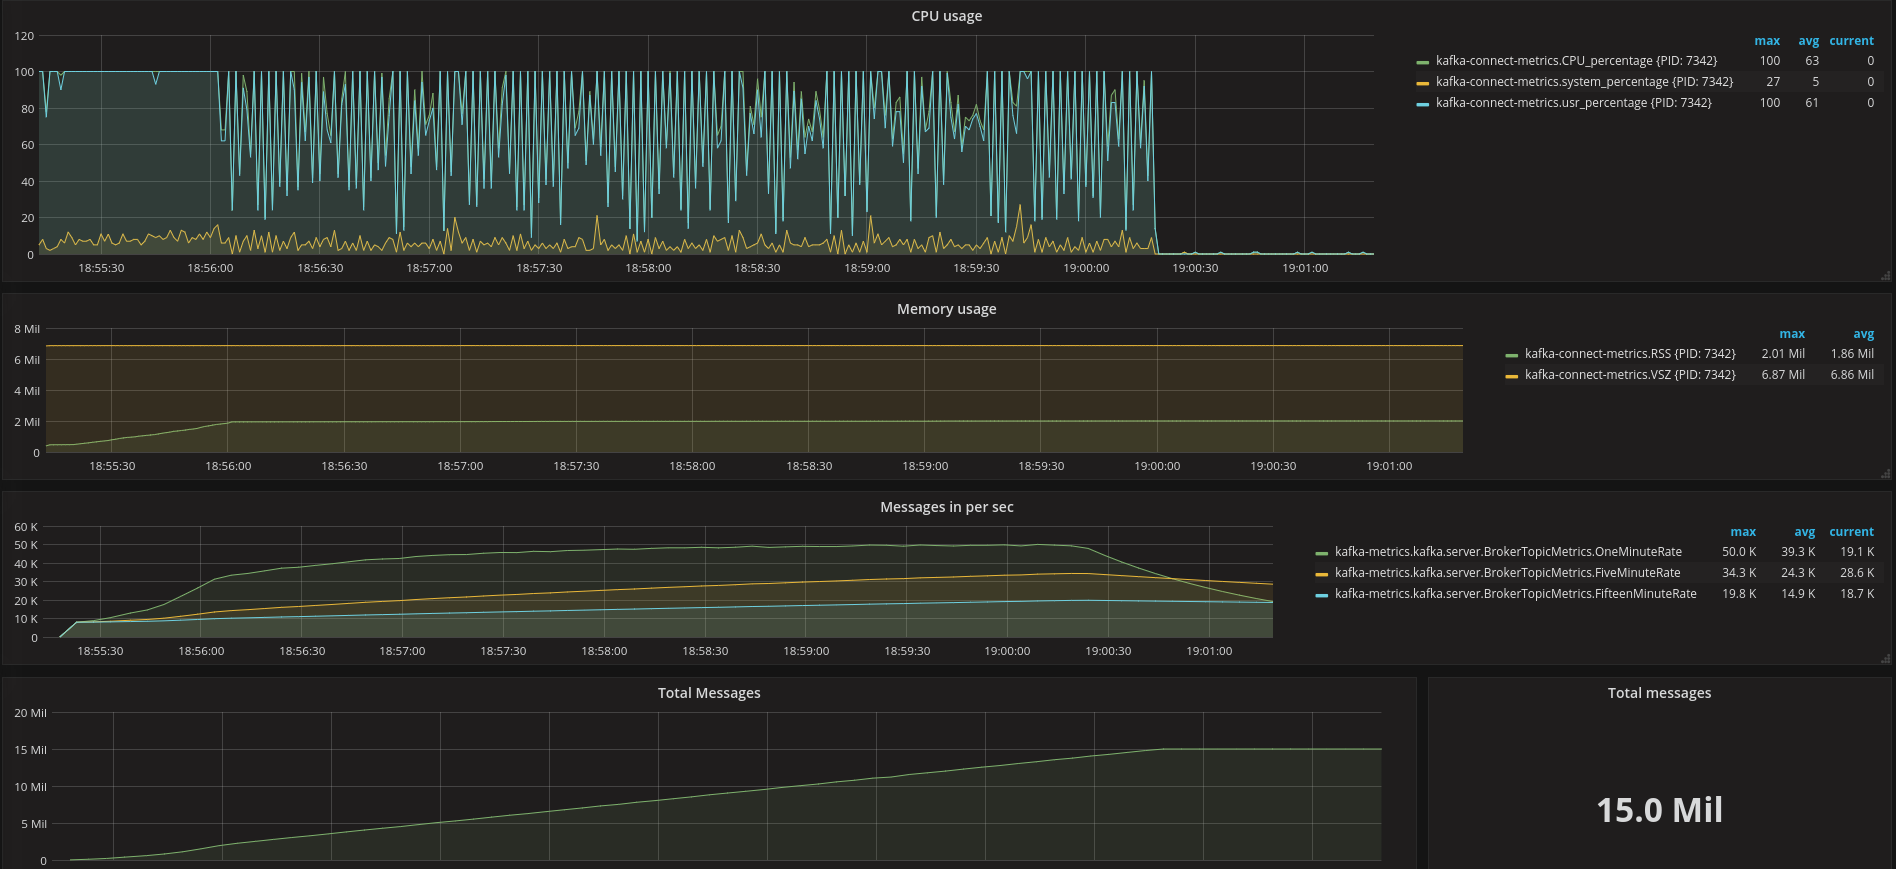 CPU usage
max avg current
120
kafka-connect-metrics.CPU_percentage {PID: 7342} 100 63 0
kafka-connect-metrics.system_percentage {PID: 7342} 27 5 0
kafka-connect-metrics.usr_percentage {PID: 7342} 100 61 0
100
80
60
40
20
0
18:55:30 18:56:00 18:56:30 18:57:00 18:57:30 18:58:00 18:58:30 18:59:00 18:59:30 19:00:00 19:00:30 19:01:00
Memory usage
max avg
8 Mil
kafka-connect-metrics.RSS {PID: 7342} 2.01 Mil 1.86 Mil
kafka-connect-metrics.VSZ {PID: 7342} 6.87 Mil 6.86 Mil
6 Mil
4 Mil
2 Mil
0
18:55:30 18:56:00 18:56:30 18:57:00 18:57:30 18:58:00 18:58:30 18:59:00 18:59:30 19:00:00 19:00:30 19:01:00
Messages in per sec
max avg current
60 K
kafka-metrics.kafka.server.BrokerTopicMetrics.OneMinuteRate 50.0 K 39.3 K 19.1 K
kafka-metrics.kafka.server.BrokerTopicMetrics.FiveMinuteRate 34.3 K 24.3 K 28.6 K
kafka-metrics.kafka.server.BrokerTopicMetrics.FifteenMinuteRate 19.8 K 14.9 K 18.7 K
50 K
40 K
30 K
20 K
10 K
0
18:55:30 18:56:00 18:56:30 18:57:00 18:57:30 18:58:00 18:58:30 18:59:00 18:59:30 19:00:00 19:00:30 19:01:00
Total Messages
20 Mil
15 Mil
10 Mil
5 Mil
0
Total messages
15.0 Mil